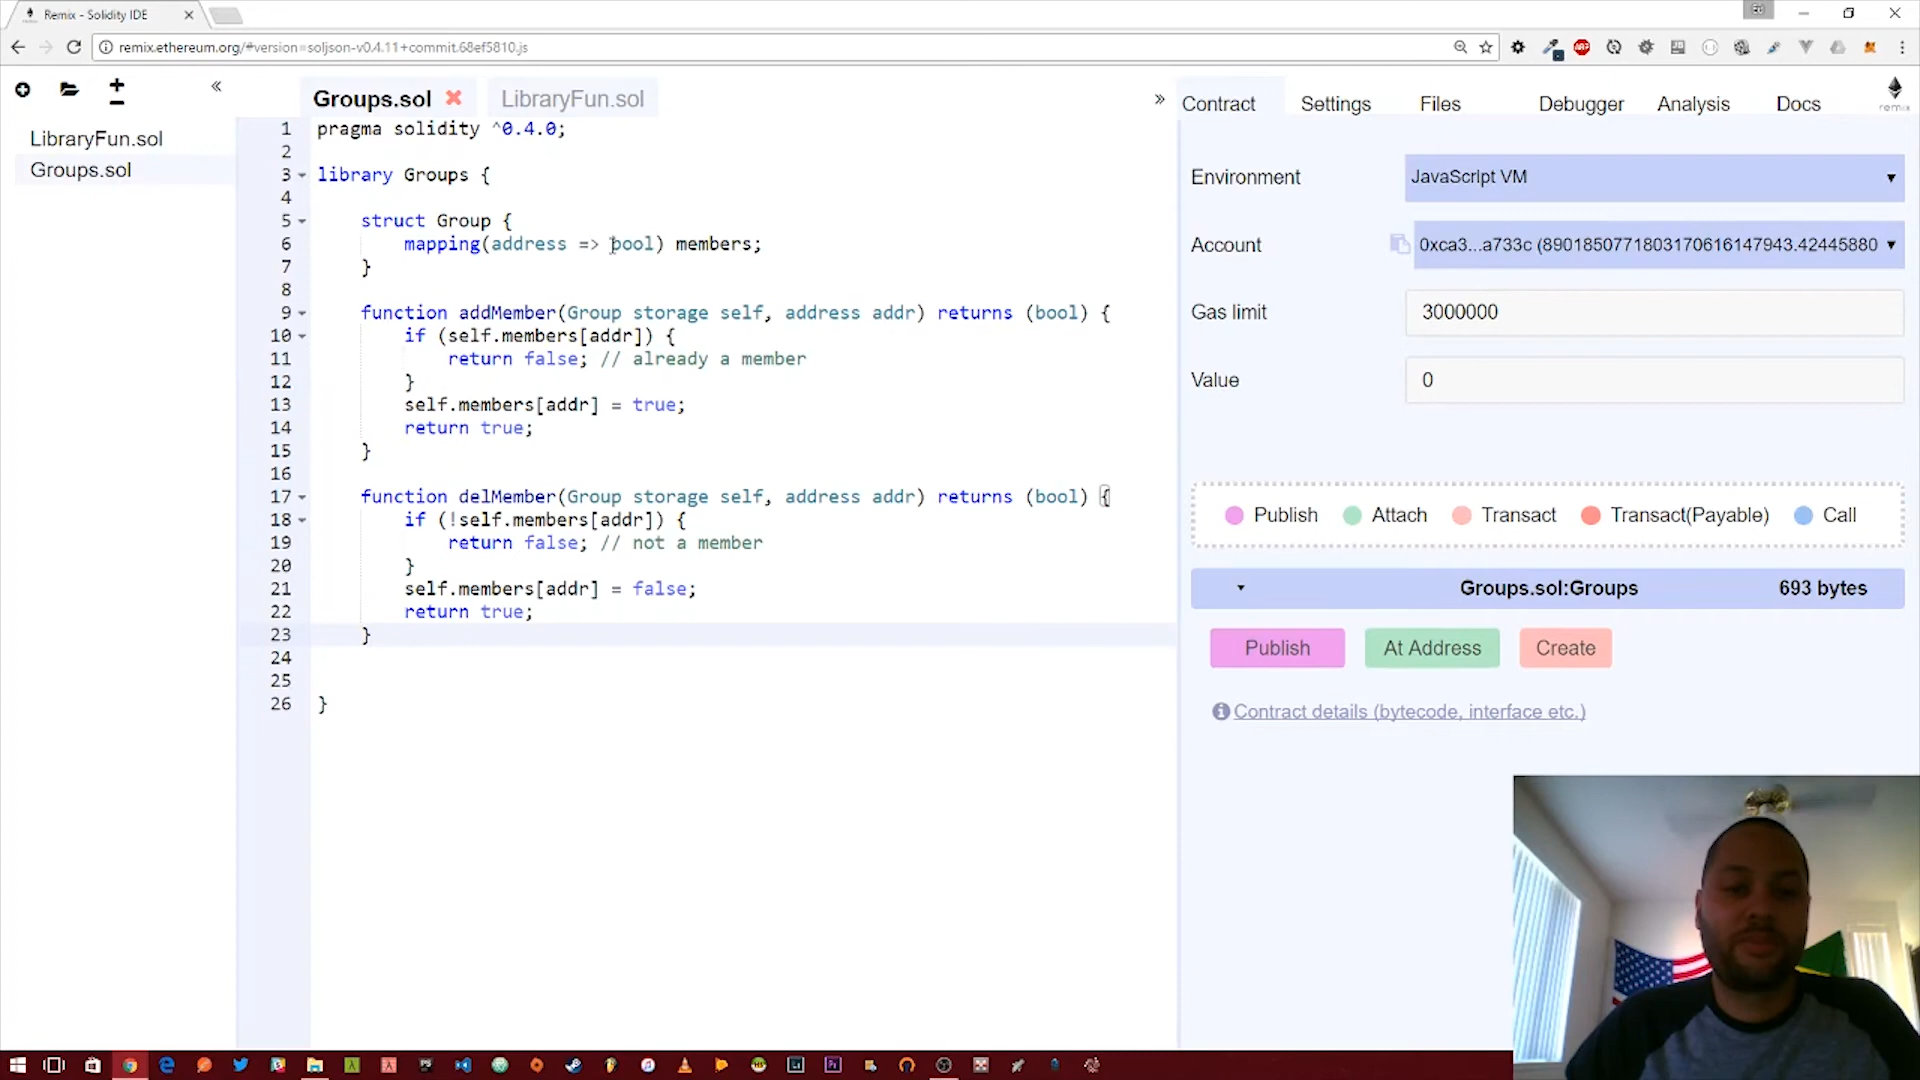 Remix - Solidity IDE
Ed
remix.ethereum.org/#version=soljson-v0.4.11+commit.68ef5810.js
Groups.sol
LibraryFun.sol
Contract
Settings
Files
Debugger
Analysis
Docs
remix
LibraryFun.sol
Groups.sol
1 pragma solidity ^0.4.0;
2
3 library Groups {
4
5 struct Group {
6 mapping(address => bool) members;
7 }
8
9 function addMember(Group storage self, address addr) returns (bool) {
10 if (self.members[addr]) {
11 return false; // already a member
12 }
13 self.members[addr] = true;
14 return true;
15 }
16
17 function delMember(Group storage self, address addr) returns (bool) {
18 if (!self.members[addr]) {
19 return false; // not a member
20 }
21 self.members[addr] = false;
22 return true;
23 }
24
25
26 }
Environment
JavaScript VM
Account
0xca3...a733c (8901850771803170616147943.42445880
Gas limit
3000000
Value
0
Publish
Attach
Transact
Transact(Payable)
Call
Groups.sol:Groups
693 bytes
Publish
At Address
Create
Contract details (bytecode, interface etc.)